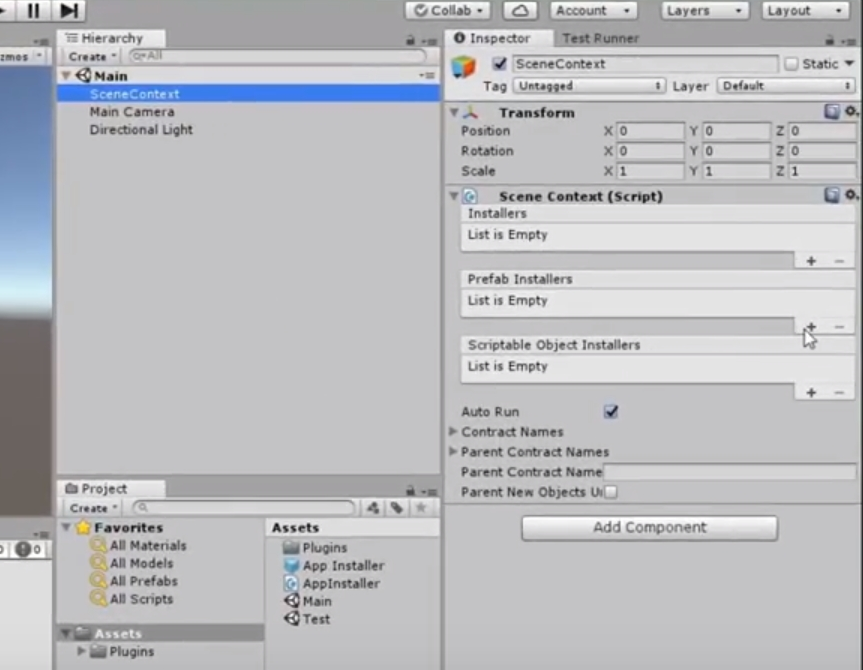 Collab
Account
Layers
Layout
zmos
Hierarchy
Create
All
Main
SceneContext
Main Camera
Directional Light
Project
Create
Favorites
All Materials
All Models
All Prefabs
All Scripts
Assets
Plugins
Assets
Plugins
App Installer
AppInstaller
Main
Test
0
Inspector
Test Runner
SceneContext
Static
Tag Untagged Layer Default
Transform
Position X 0 Y 0 Z 0
Rotation X 0 Y 0 Z 0
Scale X 1 Y 1 Z 1
Scene Context (Script)
Installers
List is Empty
+ −
Prefab Installers
List is Empty
+ −
Scriptable Object Installers
List is Empty
+ −
Auto Run
Contract Names
Parent Contract Names
Parent Contract Name
Parent New Objects U
Add Component